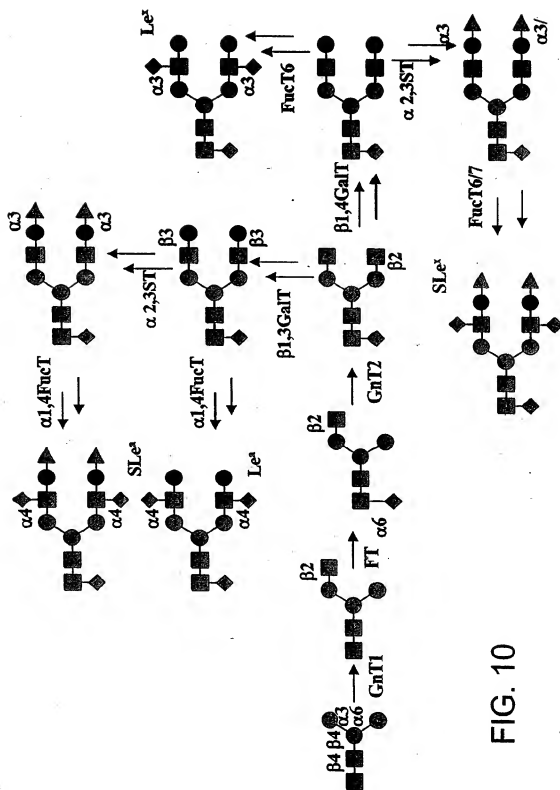 Leˣ
α3
α3
FucT6
α3
α3
α1,4FucT
α 2,3ST
α4
α4
SLeᵃ
β3
β3
α1,4FucT
α4
α4
Leᵃ
β1,3GalT
β1,4GalT
α 2,3ST
β4 β4 α3
α6
GnT1
β2
FT
β2
α6
GnT2
β2
α3
α3/
FucT6/7
SLeˣ
FIG. 10